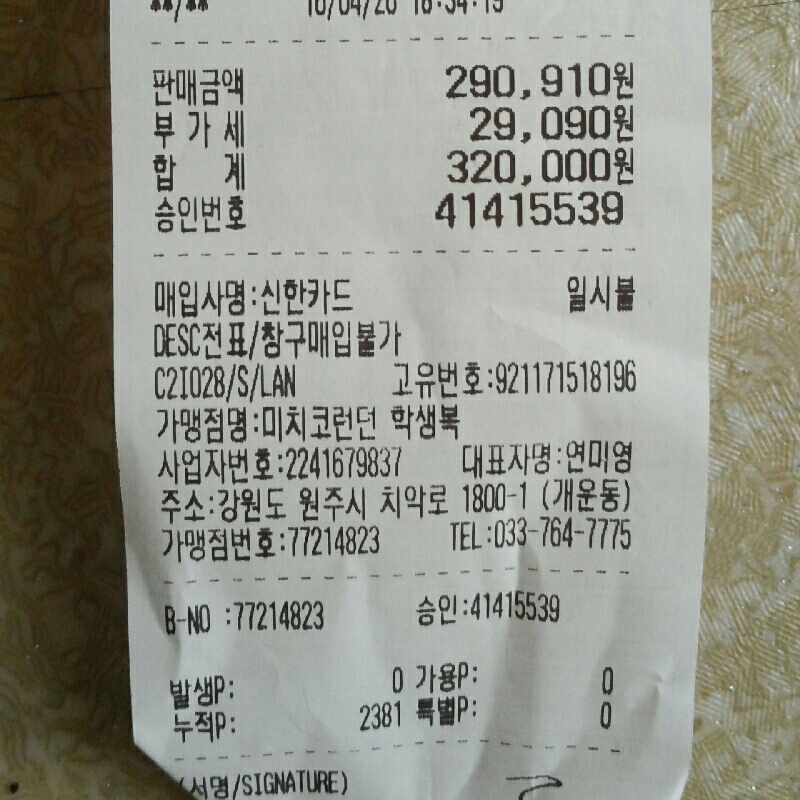 **/** 16/04/26 18:54:19
판매금액 290,910원
부 가 세 29,090원
합 계 320,000원
승인번호 41415539
매입사명:신한카드 일시불
DESC전표/창구매입불가
C2I028/S/LAN 고유번호:921171518196
가맹점명:미치코런던 학생복
사업자번호:2241679837 대표자명:연미영
주소:강원도 원주시 치악로 1800-1 (개운동)
가맹점번호:77214823 TEL:033-764-7775
B-NO :77214823 승인:41415539
발생P: 0 가용P: 0
누적P: 2381 특별P: 0
(서명/SIGNATURE)